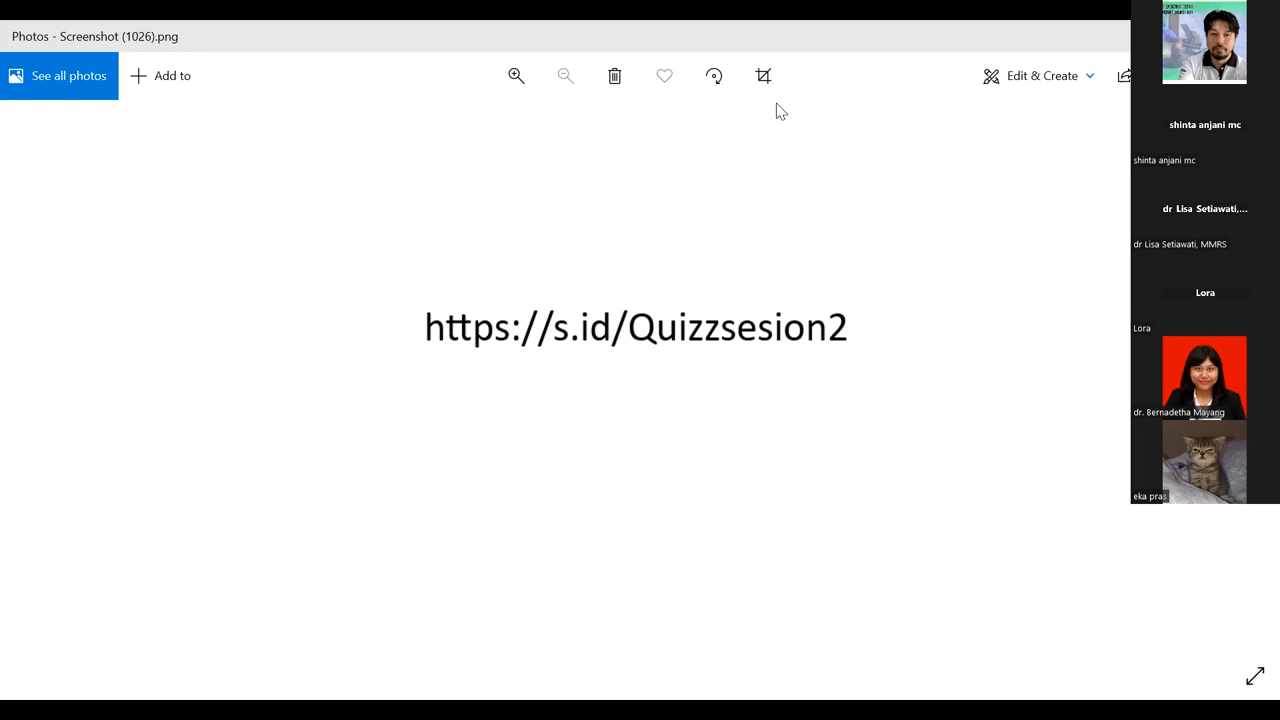 Photos - Screenshot (1026).png
See all photos
Add to
Edit & Create
https://s.id/Quizzsesion2
shinta anjani mc
shinta anjani mc
dr Lisa Setiawati,...
dr Lisa Setiawati, MMRS
Lora
Lora
dr. Bernadetha Mayang
eka pras